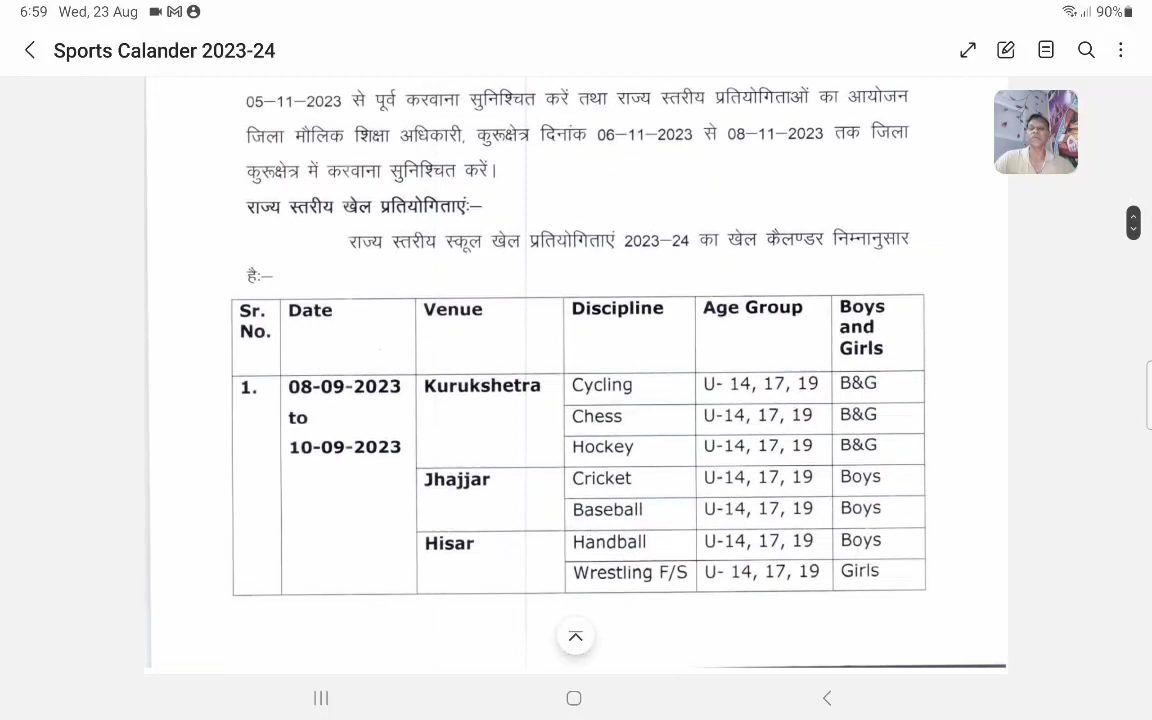 6:59 Wed, 23 Aug
90%
Sports Calander 2023-24
05–11–2023 से पूर्व करवाना सुनिश्चित करें तथा राज्य स्तरीय प्रतियोगिताओं का आयोजन
जिला मौलिक शिक्षा अधिकारी, कुरूक्षेत्र दिनांक 06–11–2023 से 08–11–2023 तक जिला
कुरूक्षेत्र में करवाना सुनिश्चित करें।
राज्य स्तरीय खेल प्रतियोगिताएं:–
राज्य स्तरीय स्कूल खेल प्रतियोगिताएं 2023–24 का खेल कैलण्डर निम्नानुसार
है:–
Sr. No. Date Venue Discipline Age Group Boys and Girls
1. 08-09-2023 to 10-09-2023 Kurukshetra Cycling U- 14, 17, 19 B&G
Chess U-14, 17, 19 B&G
Hockey U-14, 17, 19 B&G
Jhajjar Cricket U-14, 17, 19 Boys
Baseball U-14, 17, 19 Boys
Hisar Handball U-14, 17, 19 Boys
Wrestling F/S U- 14, 17, 19 Girls